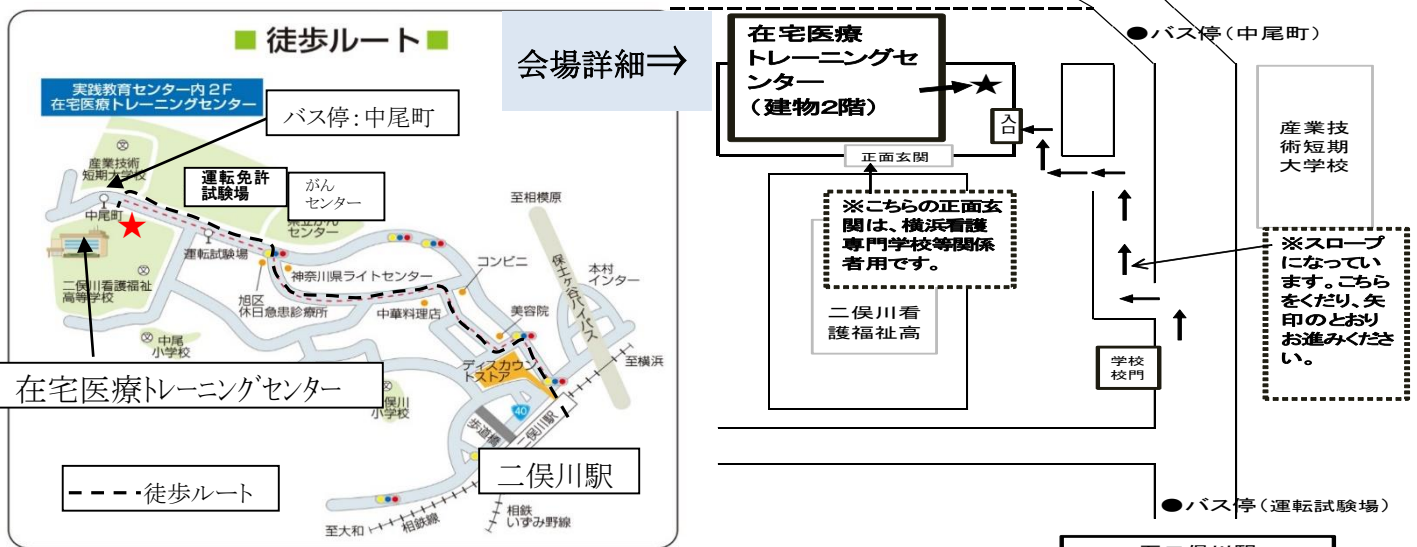 ■ 徒歩ルート ■
実践教育センター内 2F
在宅医療トレーニングセンター
バス停：中尾町
産業技術
短期大学校
運転免許
試験場
がん
センター
センター
至相模原
中尾町
運転試験場
神奈川県ライトセンター
コンビニ
保土ヶ谷バイパス
本村
インター
二俣川看護福祉
高等学校
旭区
休日急患診療所
中華料理店
美容院
中尾
小学校
ディスカウン
トストア
至横浜
在宅医療トレーニングセンター
俣川
小学校
40
歩道橋
二俣川駅
二俣川駅
徒歩ルート
至大和
相鉄線
相鉄
いずみ野線
会場詳細⇒
在宅医療
トレーニングセ
ンター
（建物2階）
★
入口
正面玄関
※こちらの正面玄
関は、横浜看護
専門学校等関係
者用です。
二俣川看
護福祉高
●バス停（中尾町）
産業技
術短期
大学校
※スロープ
になってい
ます。こちら
をくだり、矢
印のとおり
お進みくださ
い。
学校
校門
●バス停（運転試験場）